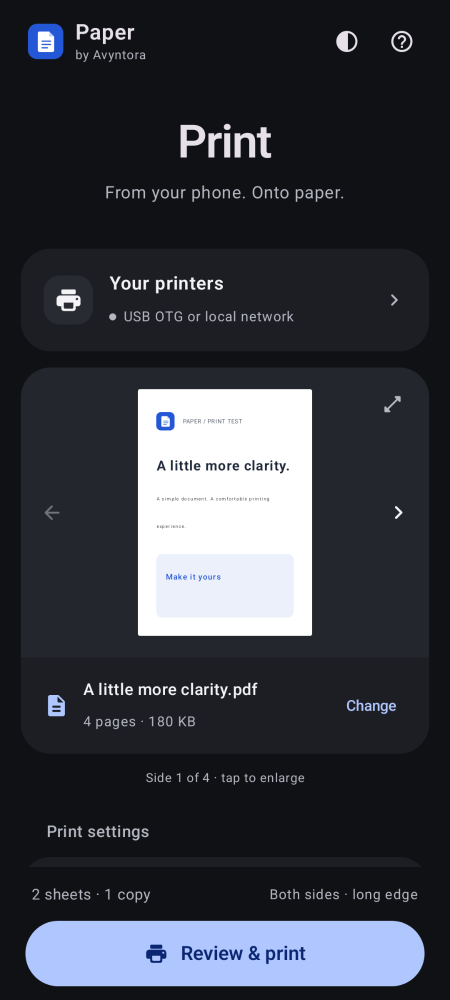 Paper
by Avyntora
Print
From your phone. Onto paper.
Your printers
USB OTG or local network
PAPER / PRINT TEST
A little more clarity.
A simple document. A comfortable printing
experience.
Make it yours
A little more clarity.pdf
4 pages · 180 KB
Change
Side 1 of 4 · tap to enlarge
Print settings
2 sheets · 1 copy
Both sides · long edge
Review & print